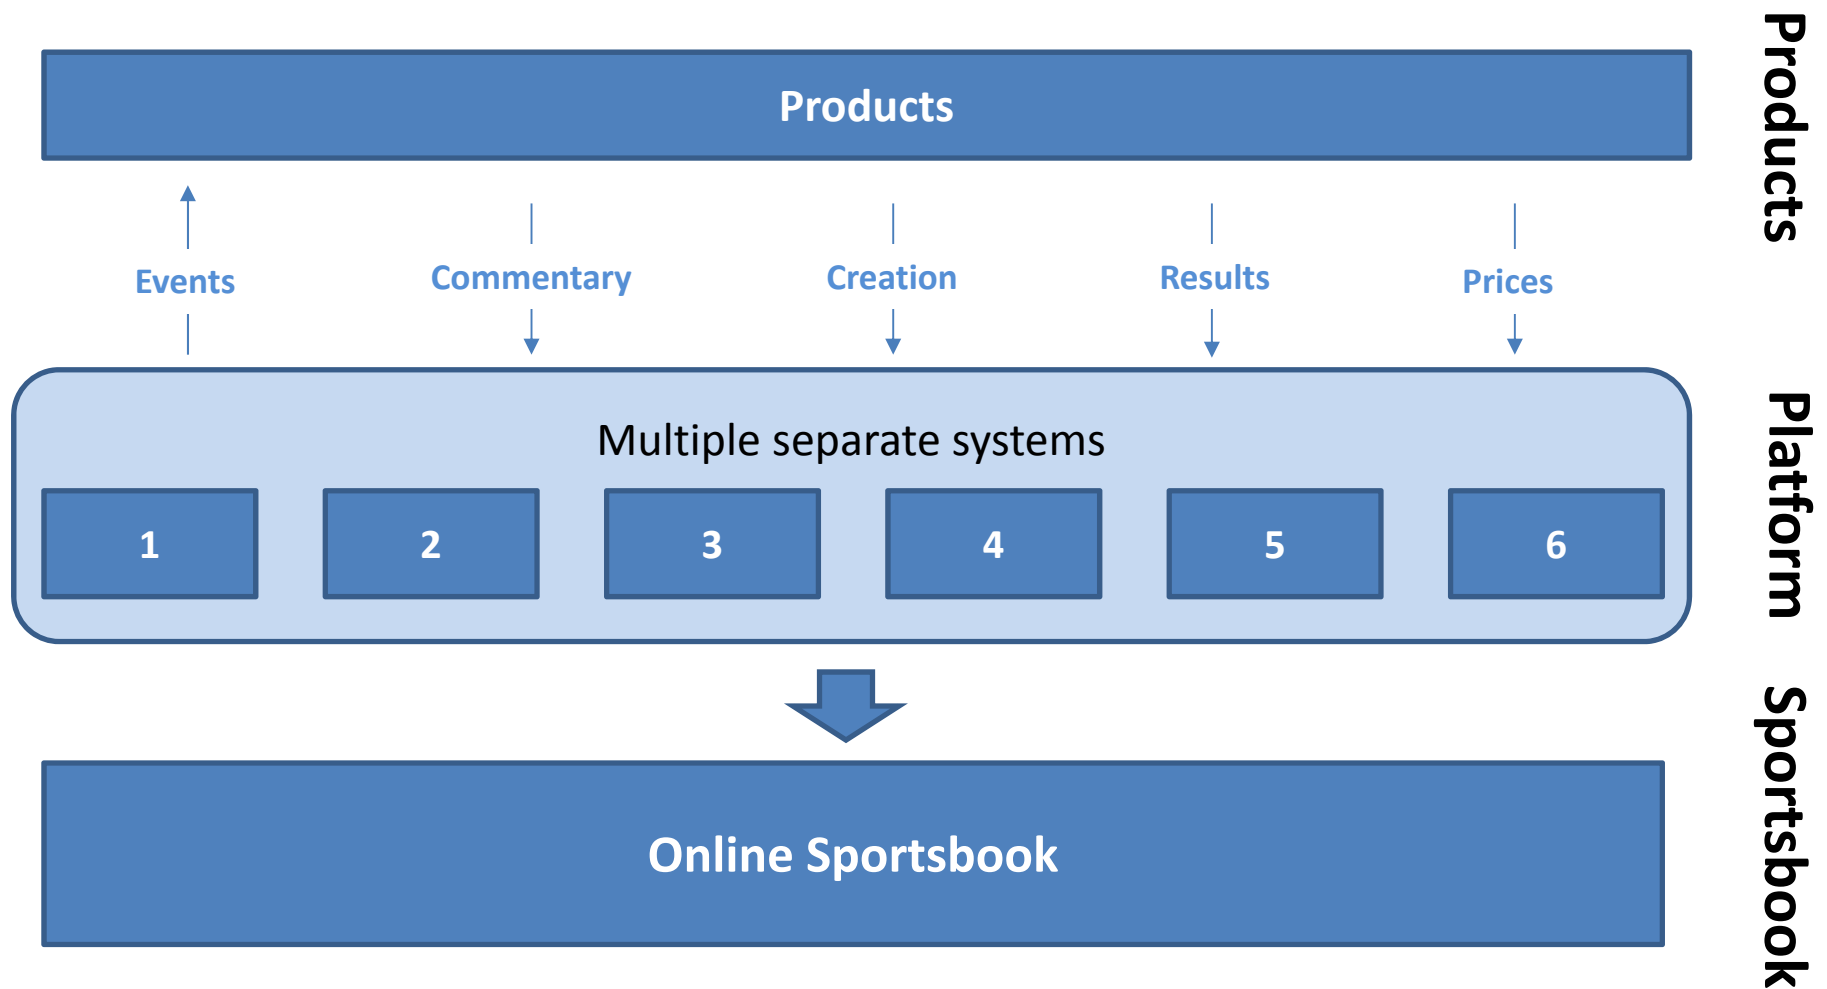 Products
Products
Events
Commentary
Creation
Results
Prices
Multiple separate systems
1
2
3
4
5
6
Platform
Online Sportsbook
Sportsbook